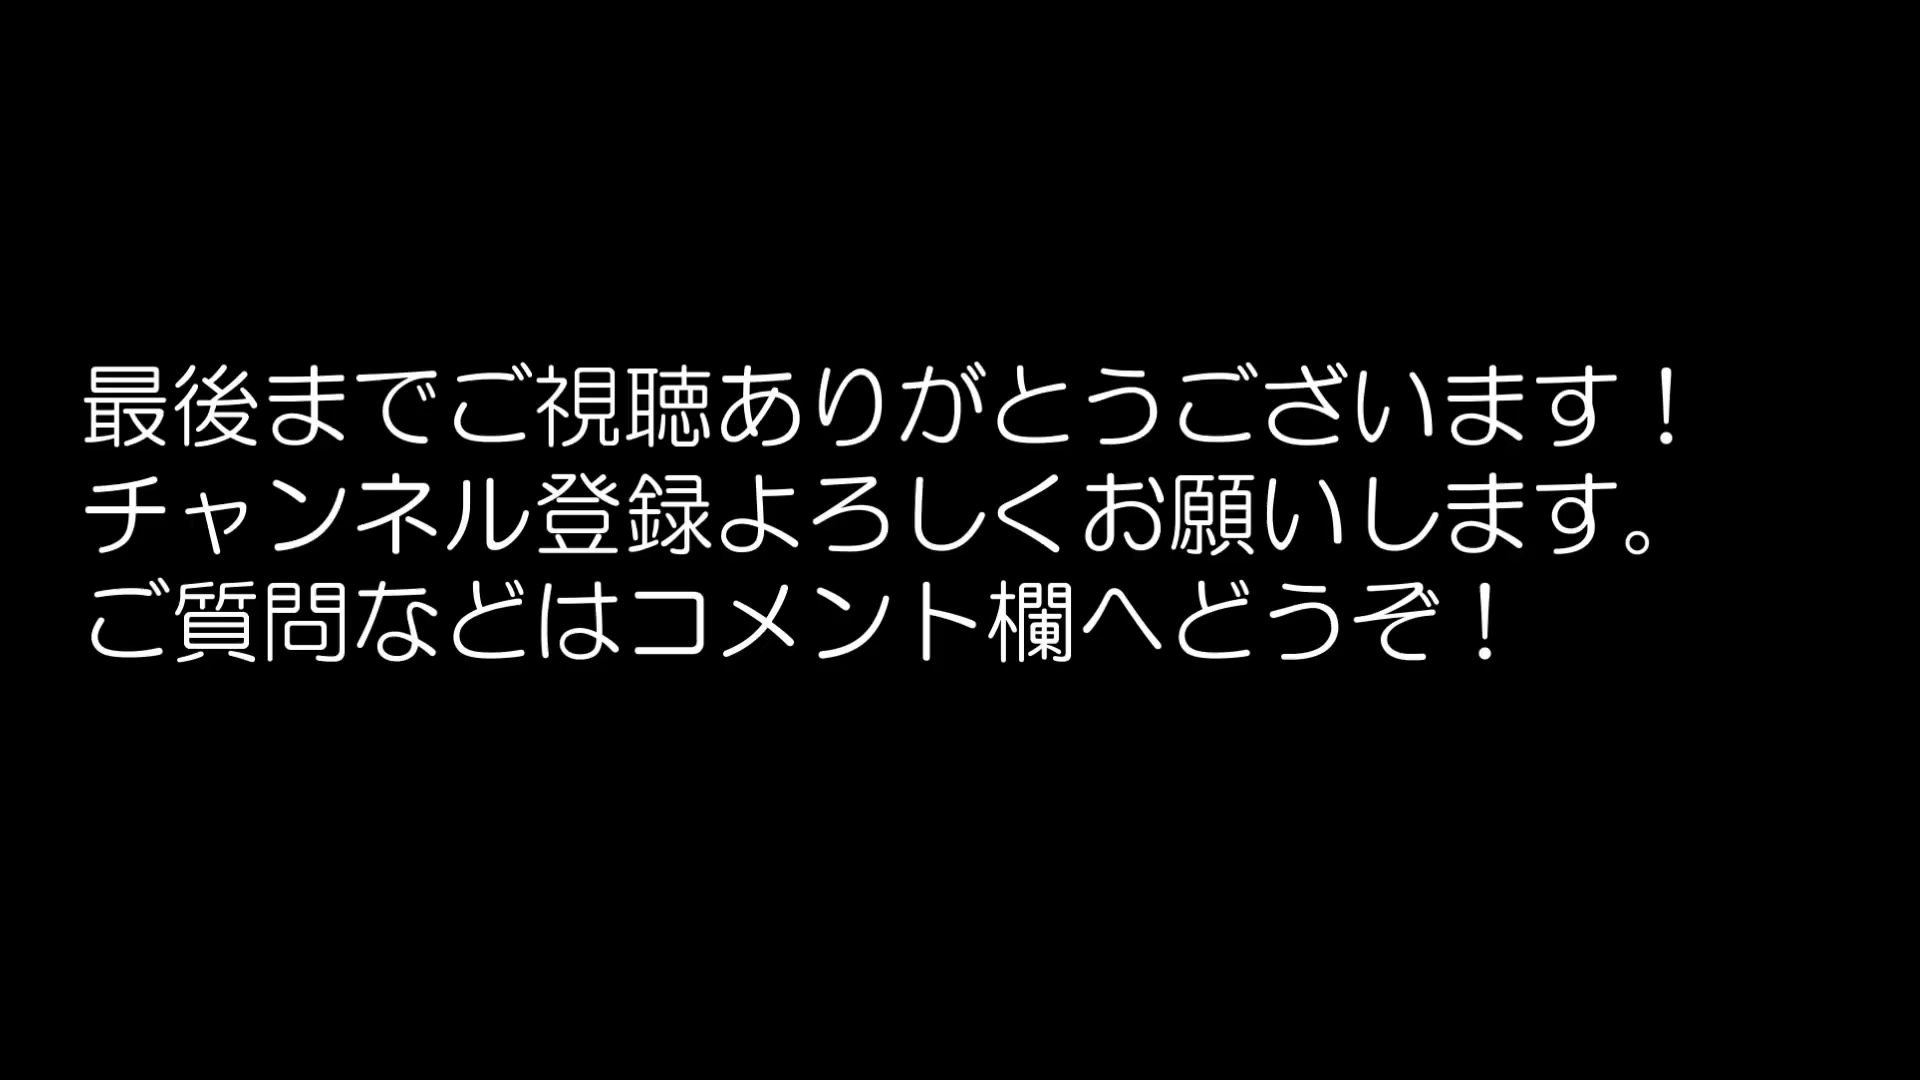 最後までご視聴ありがとうございます！
チャンネル登録よろしくお願いします。
ご質問などはコメント欄へどうぞ！